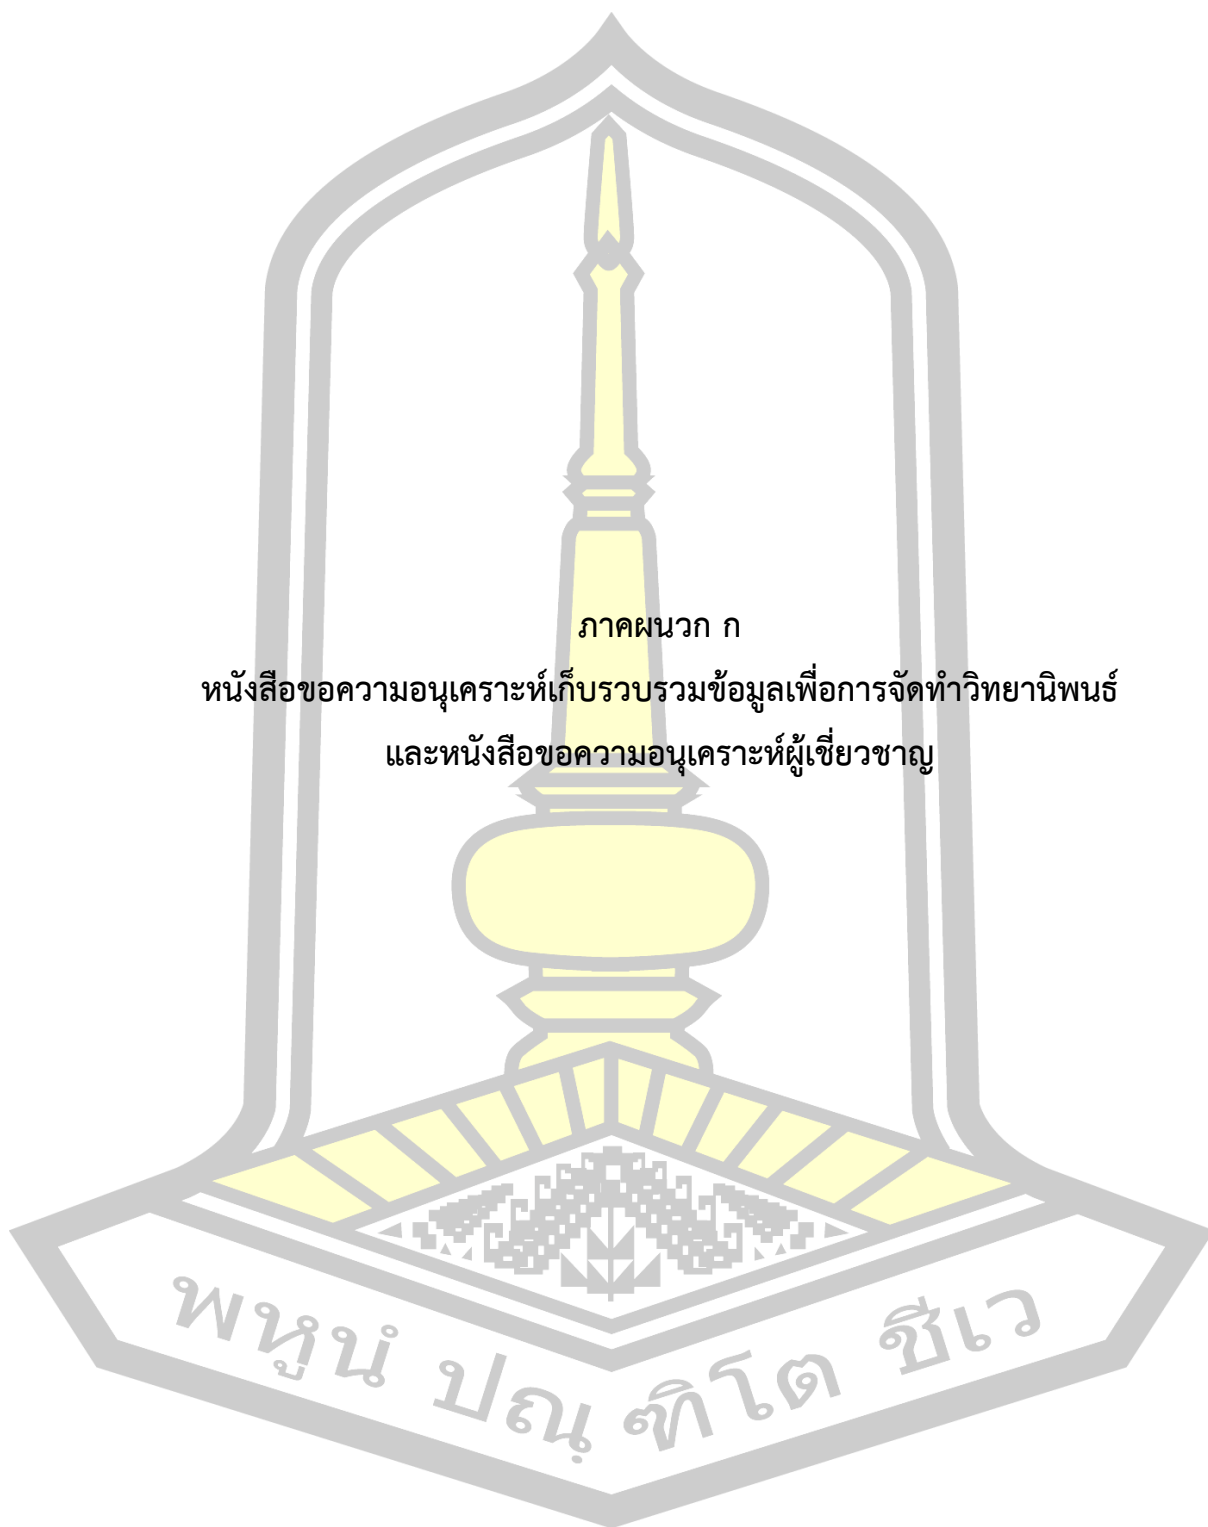 ภาคผนวก ก
หนังสือขอความอนุเคราะห์เก็บรวบรวมข้อมูลเพื่อการจัดทำวิทยานิพนธ์
และหนังสือขอความอนุเคราะห์ผู้เชี่ยวชาญ
พหูนํ ปณฺฑิโต ชีเว